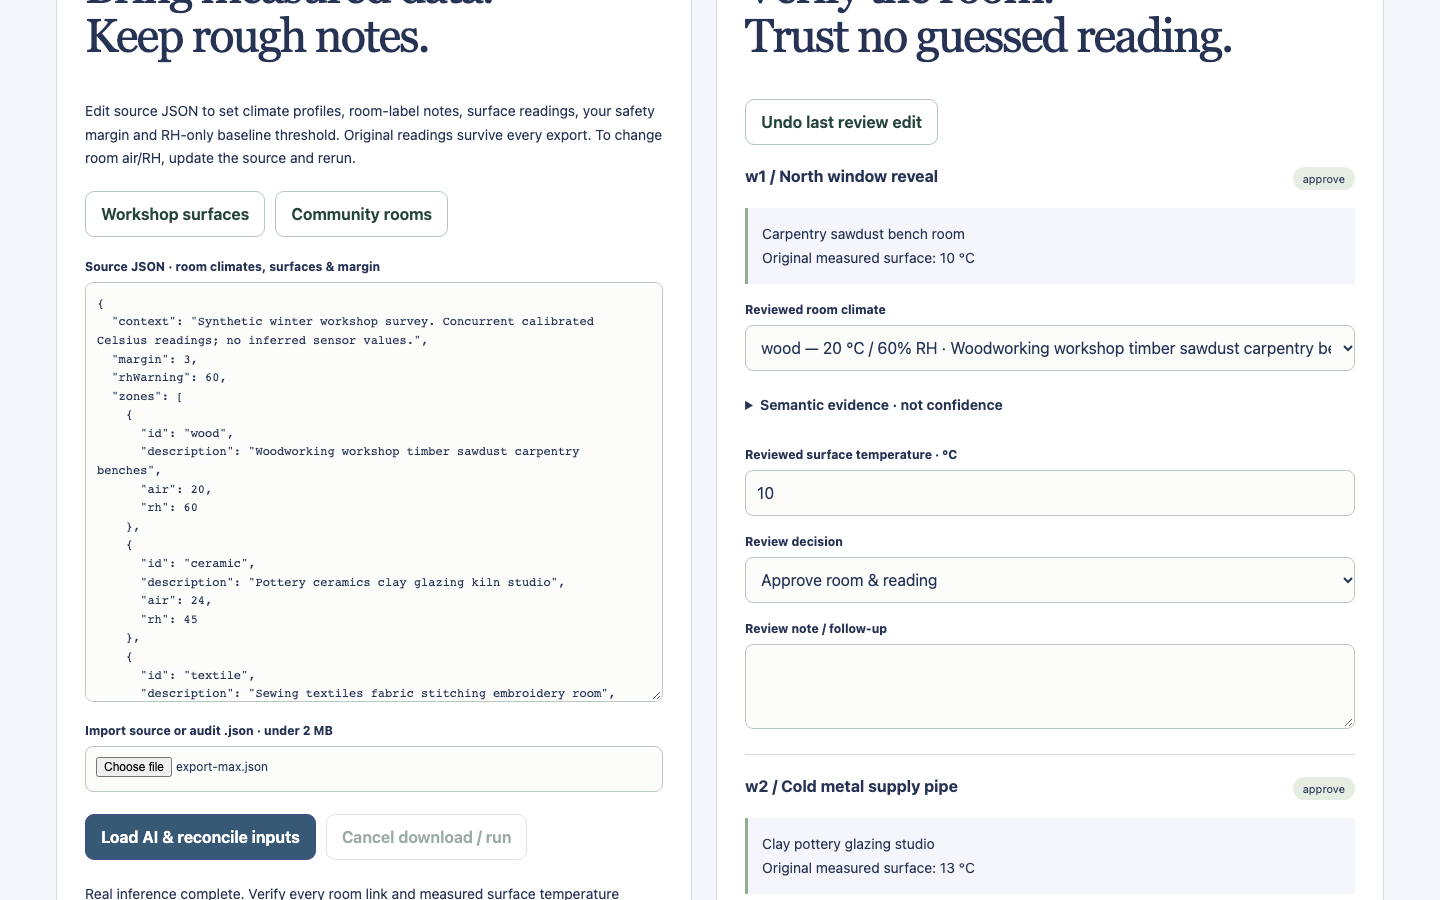 Bring measured data.
Keep rough notes.
Edit source JSON to set climate profiles, room-label notes, surface readings, your safety
margin and RH-only baseline threshold. Original readings survive every export. To change
room air/RH, update the source and rerun.
Workshop surfaces
Community rooms
Source JSON · room climates, surfaces & margin
{
"context": "Synthetic winter workshop survey. Concurrent calibrated
Celsius readings; no inferred sensor values.",
"margin": 3,
"rhWarning": 60,
"zones": [
{
"id": "wood",
"description": "Woodworking workshop timber sawdust carpentry
benches",
"air": 20,
"rh": 60
},
{
"id": "ceramic",
"description": "Pottery ceramics clay glazing kiln studio",
"air": 24,
"rh": 45
},
{
"id": "textile",
"description": "Sewing textiles fabric stitching embroidery room",
Import source or audit .json · under 2 MB
Choose file export-max.json
Load AI & reconcile inputs
Cancel download / run
Real inference complete. Verify every room link and measured surface temperature
Verify the room.
Trust no guessed reading.
Undo last review edit
w1 / North window reveal
approve
Carpentry sawdust bench room
Original measured surface: 10 °C
Reviewed room climate
wood — 20 °C / 60% RH · Woodworking workshop timber sawdust carpentry be
▶ Semantic evidence · not confidence
Reviewed surface temperature · °C
10
Review decision
Approve room & reading
Review note / follow-up
w2 / Cold metal supply pipe
approve
Clay pottery glazing studio
Original measured surface: 13 °C